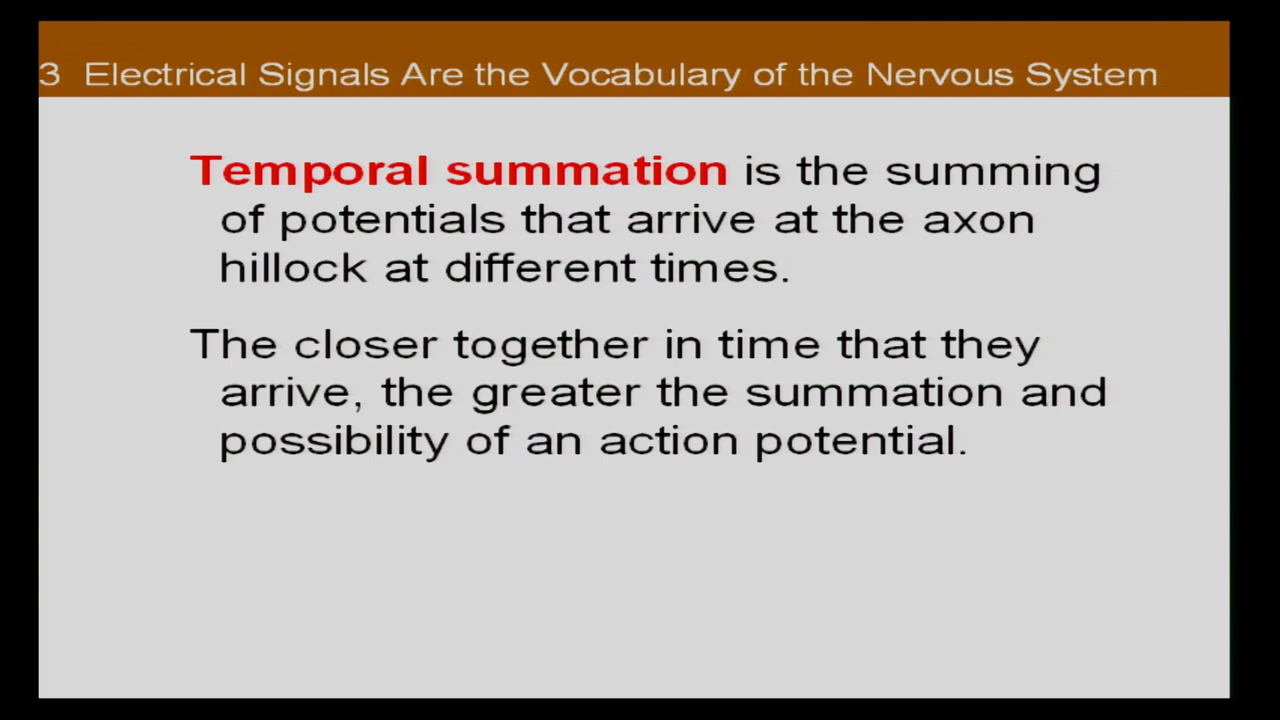 3 Electrical Signals Are the Vocabulary of the Nervous System
Temporal summation is the summing
of potentials that arrive at the axon
hillock at different times.
The closer together in time that they
arrive, the greater the summation and
possibility of an action potential.